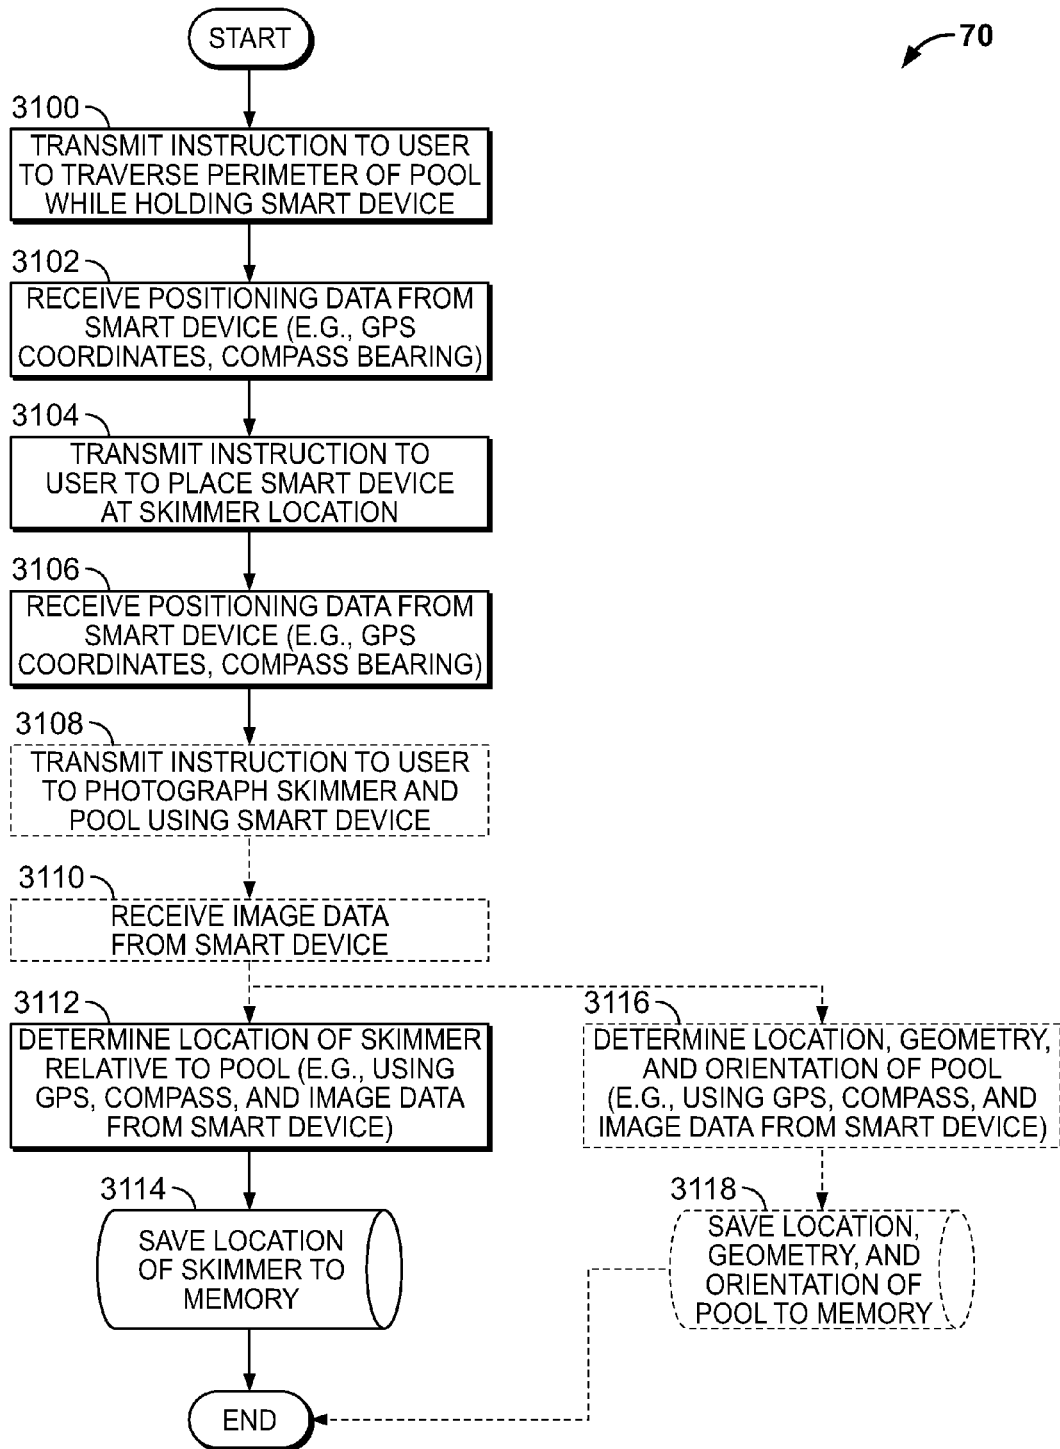 START
70
3100
TRANSMIT INSTRUCTION TO USER
TO TRAVERSE PERIMETER OF POOL
WHILE HOLDING SMART DEVICE
3102
RECEIVE POSITIONING DATA FROM
SMART DEVICE (E.G., GPS
COORDINATES, COMPASS BEARING)
3104
TRANSMIT INSTRUCTION TO
USER TO PLACE SMART DEVICE
AT SKIMMER LOCATION
3106
RECEIVE POSITIONING DATA FROM
SMART DEVICE (E.G., GPS
COORDINATES, COMPASS BEARING)
3108
TRANSMIT INSTRUCTION TO USER
TO PHOTOGRAPH SKIMMER AND
POOL USING SMART DEVICE
3110
RECEIVE IMAGE DATA
FROM SMART DEVICE
3112
DETERMINE LOCATION OF SKIMMER
RELATIVE TO POOL (E.G., USING
GPS, COMPASS, AND IMAGE DATA
FROM SMART DEVICE)
3116
DETERMINE LOCATION, GEOMETRY,
AND ORIENTATION OF POOL
(E.G., USING GPS, COMPASS, AND
IMAGE DATA FROM SMART DEVICE)
3114
SAVE LOCATION
OF SKIMMER TO
MEMORY
3118
SAVE LOCATION,
GEOMETRY, AND
ORIENTATION OF
POOL TO MEMORY
END